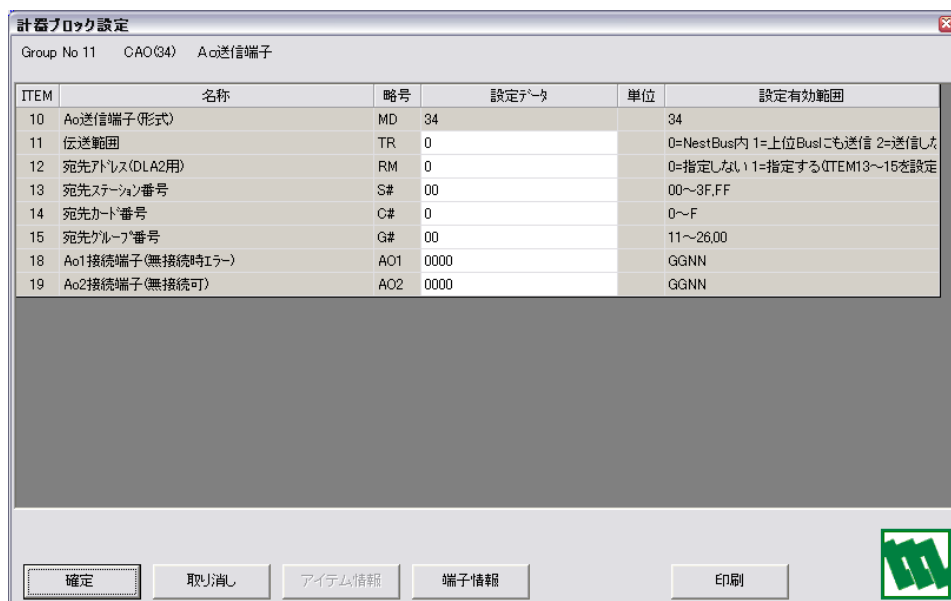 計器ブロック設定
Group No 11 CAO(34) Ao送信端子
ITEM 名称 略号 設定データ 単位 設定有効範囲
10 Ao送信端子(形式) MD 34 34
11 伝送範囲 TR 0 0=NestBus内 1=上位Busにも送信 2=送信しな
12 宛先アドレス(DLA2用) RM 0 0=指定しない 1=指定する(ITEM13～15を設定
13 宛先ステーション番号 S# 00 00～3F,FF
14 宛先カード番号 C# 0 0～F
15 宛先グループ番号 G# 00 11～26,00
18 Ao1接続端子(無接続時エラー) AO1 0000 GGNN
19 Ao2接続端子(無接続可) AO2 0000 GGNN
確定 取り消し アイテム情報 端子情報 印刷